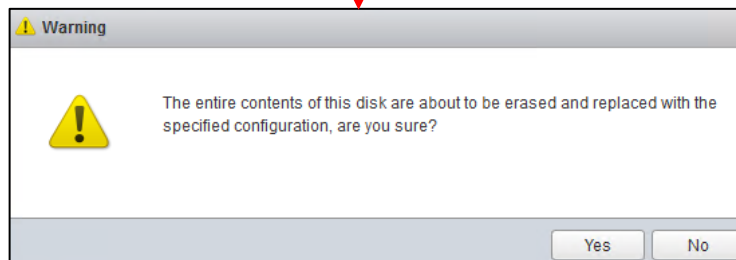 Warning
The entire contents of this disk are about to be erased and replaced with the
specified configuration, are you sure?
Yes No